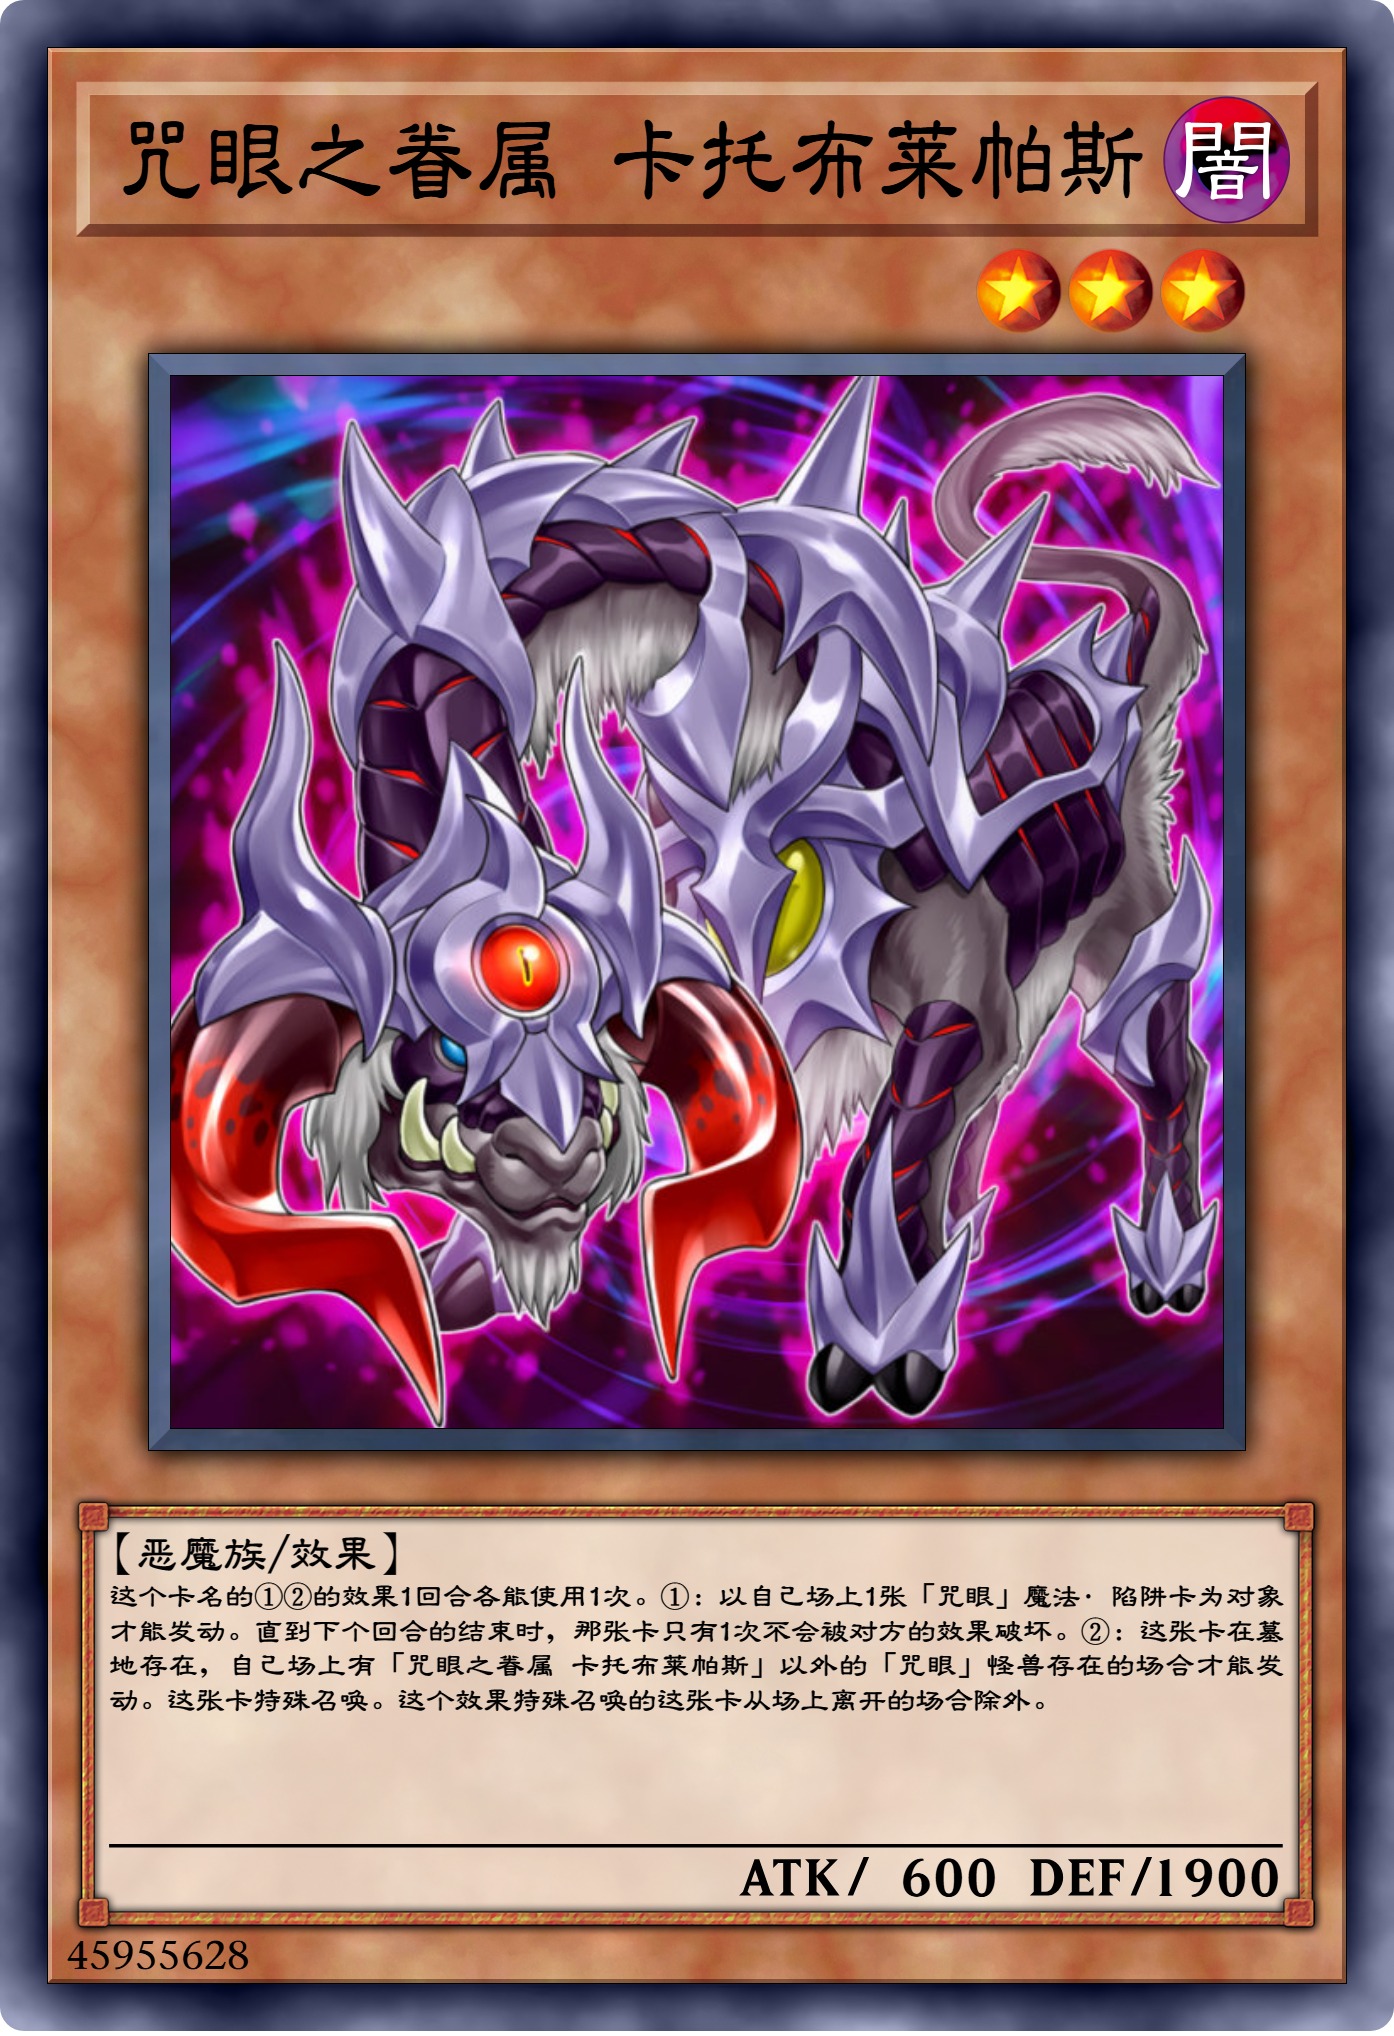 咒眼之眷属 卡托布莱帕斯 闇
【恶魔族/效果】
这个卡名的①②的效果1回合各能使用1次。①：以自己场上1张「咒眼」魔法·陷阱卡为对象
才能发动。直到下个回合的结束时，那张卡只有1次不会被对方的效果破坏。②：这张卡在墓
地存在，自己场上有「咒眼之眷属 卡托布莱帕斯」以外的「咒眼」怪兽存在的场合才能发
动。这张卡特殊召唤。这个效果特殊召唤的这张卡从场上离开的场合除外。
ATK/ 600 DEF/1900
45955628